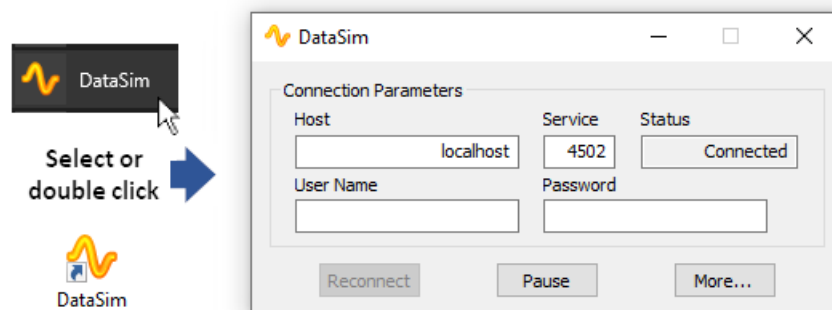 DataSim
Select or
double click
DataSim
DataSim
Connection Parameters
Host Service Status
localhost 4502 Connected
User Name Password
Reconnect Pause More...